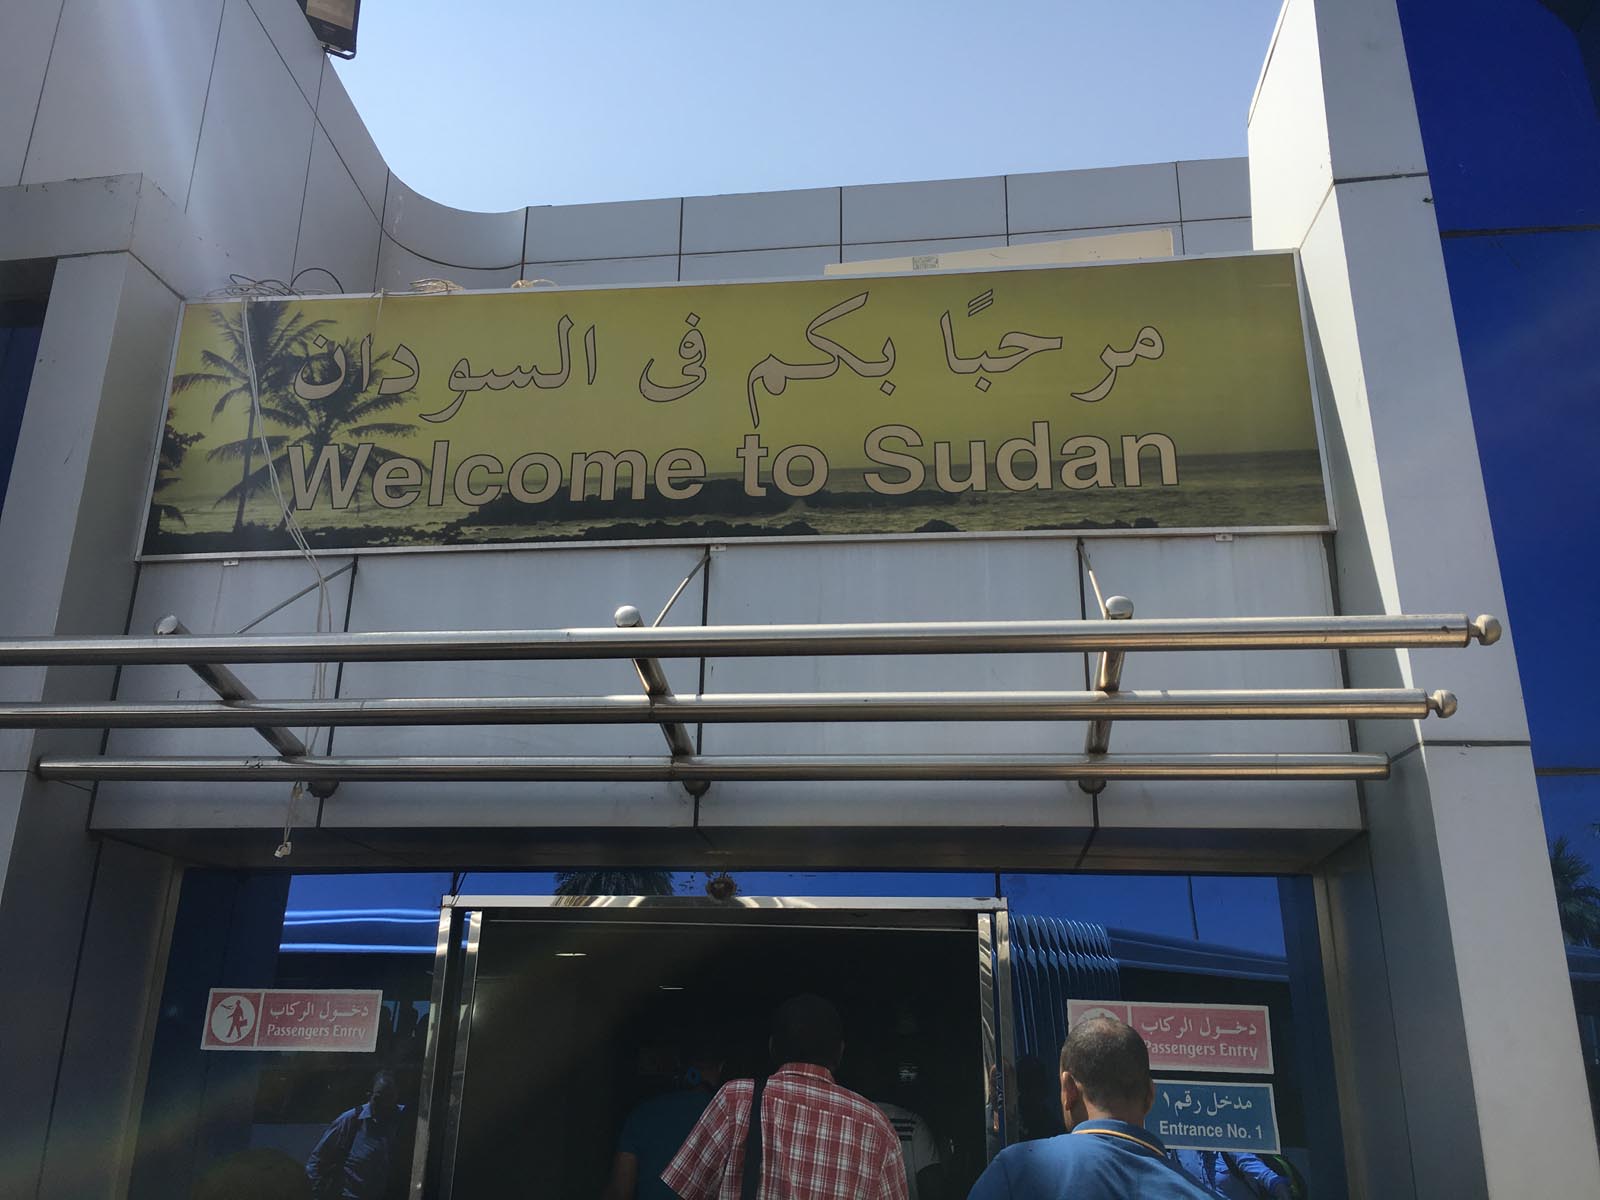 مرحبًا بكم فى السودان
Welcome to Sudan
دخول الركاب
Passengers Entry
دخول الركاب
Passengers Entry
مدخل رقم ١
Entrance No. 1